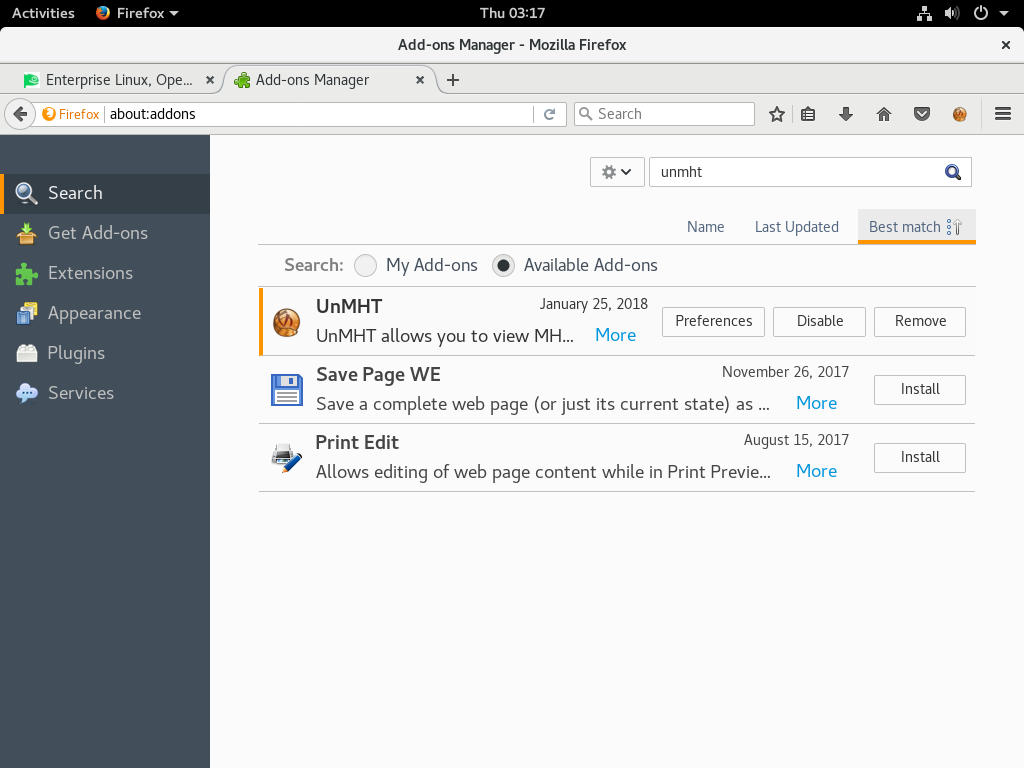 Activities Firefox Thu 03:17
Add-ons Manager - Mozilla Firefox
Enterprise Linux, Ope... Add-ons Manager
Firefox about:addons Search
unmht
Search
Get Add-ons
Extensions
Appearance
Plugins
Services
Name Last Updated Best match
Search: My Add-ons Available Add-ons
UnMHT January 25, 2018
UnMHT allows you to view MH... More
Preferences Disable Remove
Save Page WE November 26, 2017
Save a complete web page (or just its current state) as ... More
Install
Print Edit August 15, 2017
Allows editing of web page content while in Print Previe... More
Install